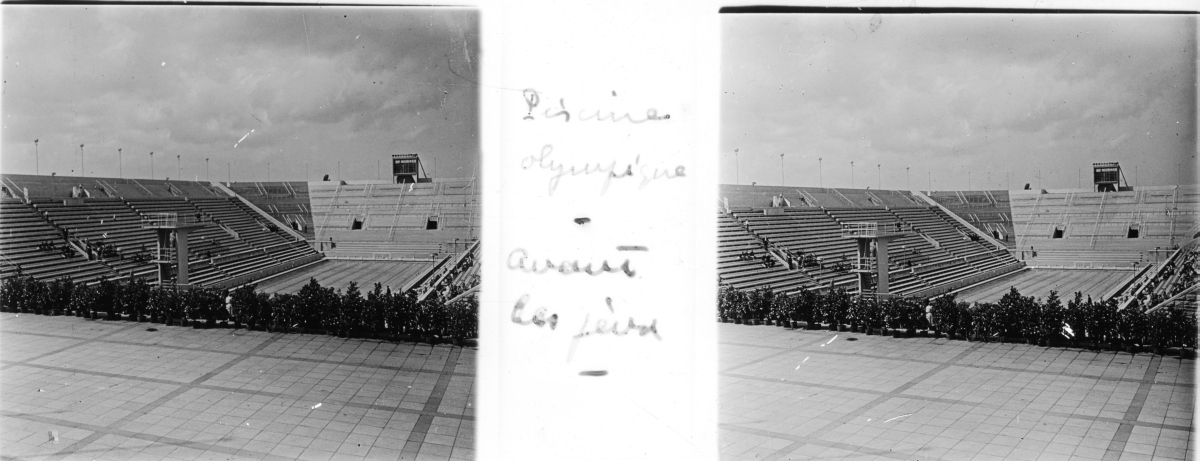 Piscine
olympique
-
Avant
les jeux
-